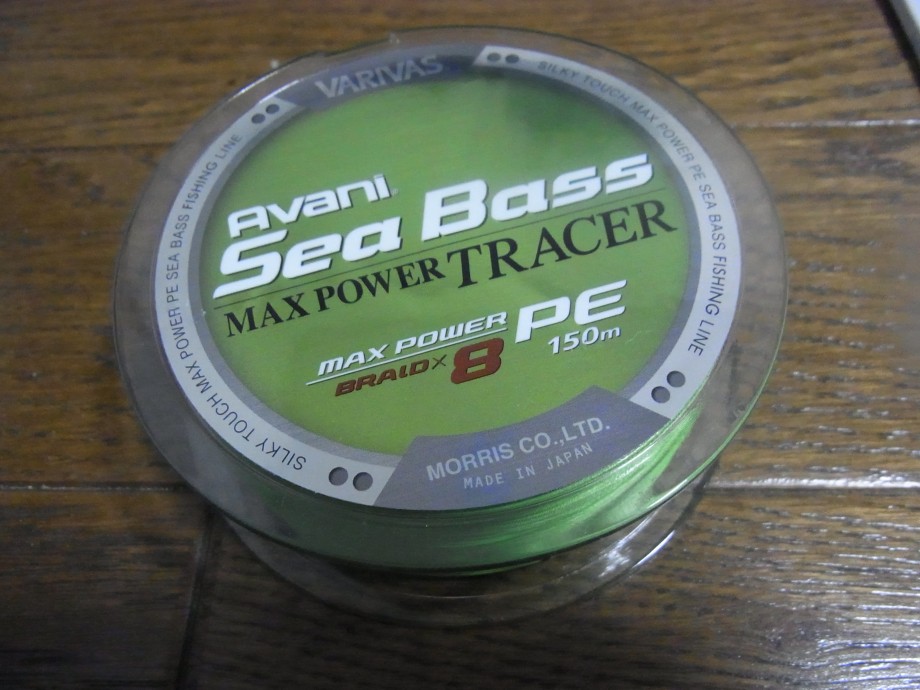 VARIVAS
SILKY TOUCH MAX POWER PE SEA BASS FISHING LINE
SILKY TOUCH MAX POWER PE SEA BASS FISHING LINE
Avani
Sea Bass
MAX POWER TRACER
MAX POWER PE
BRAID×8 150m
MORRIS CO.,LTD.
MADE IN JAPAN